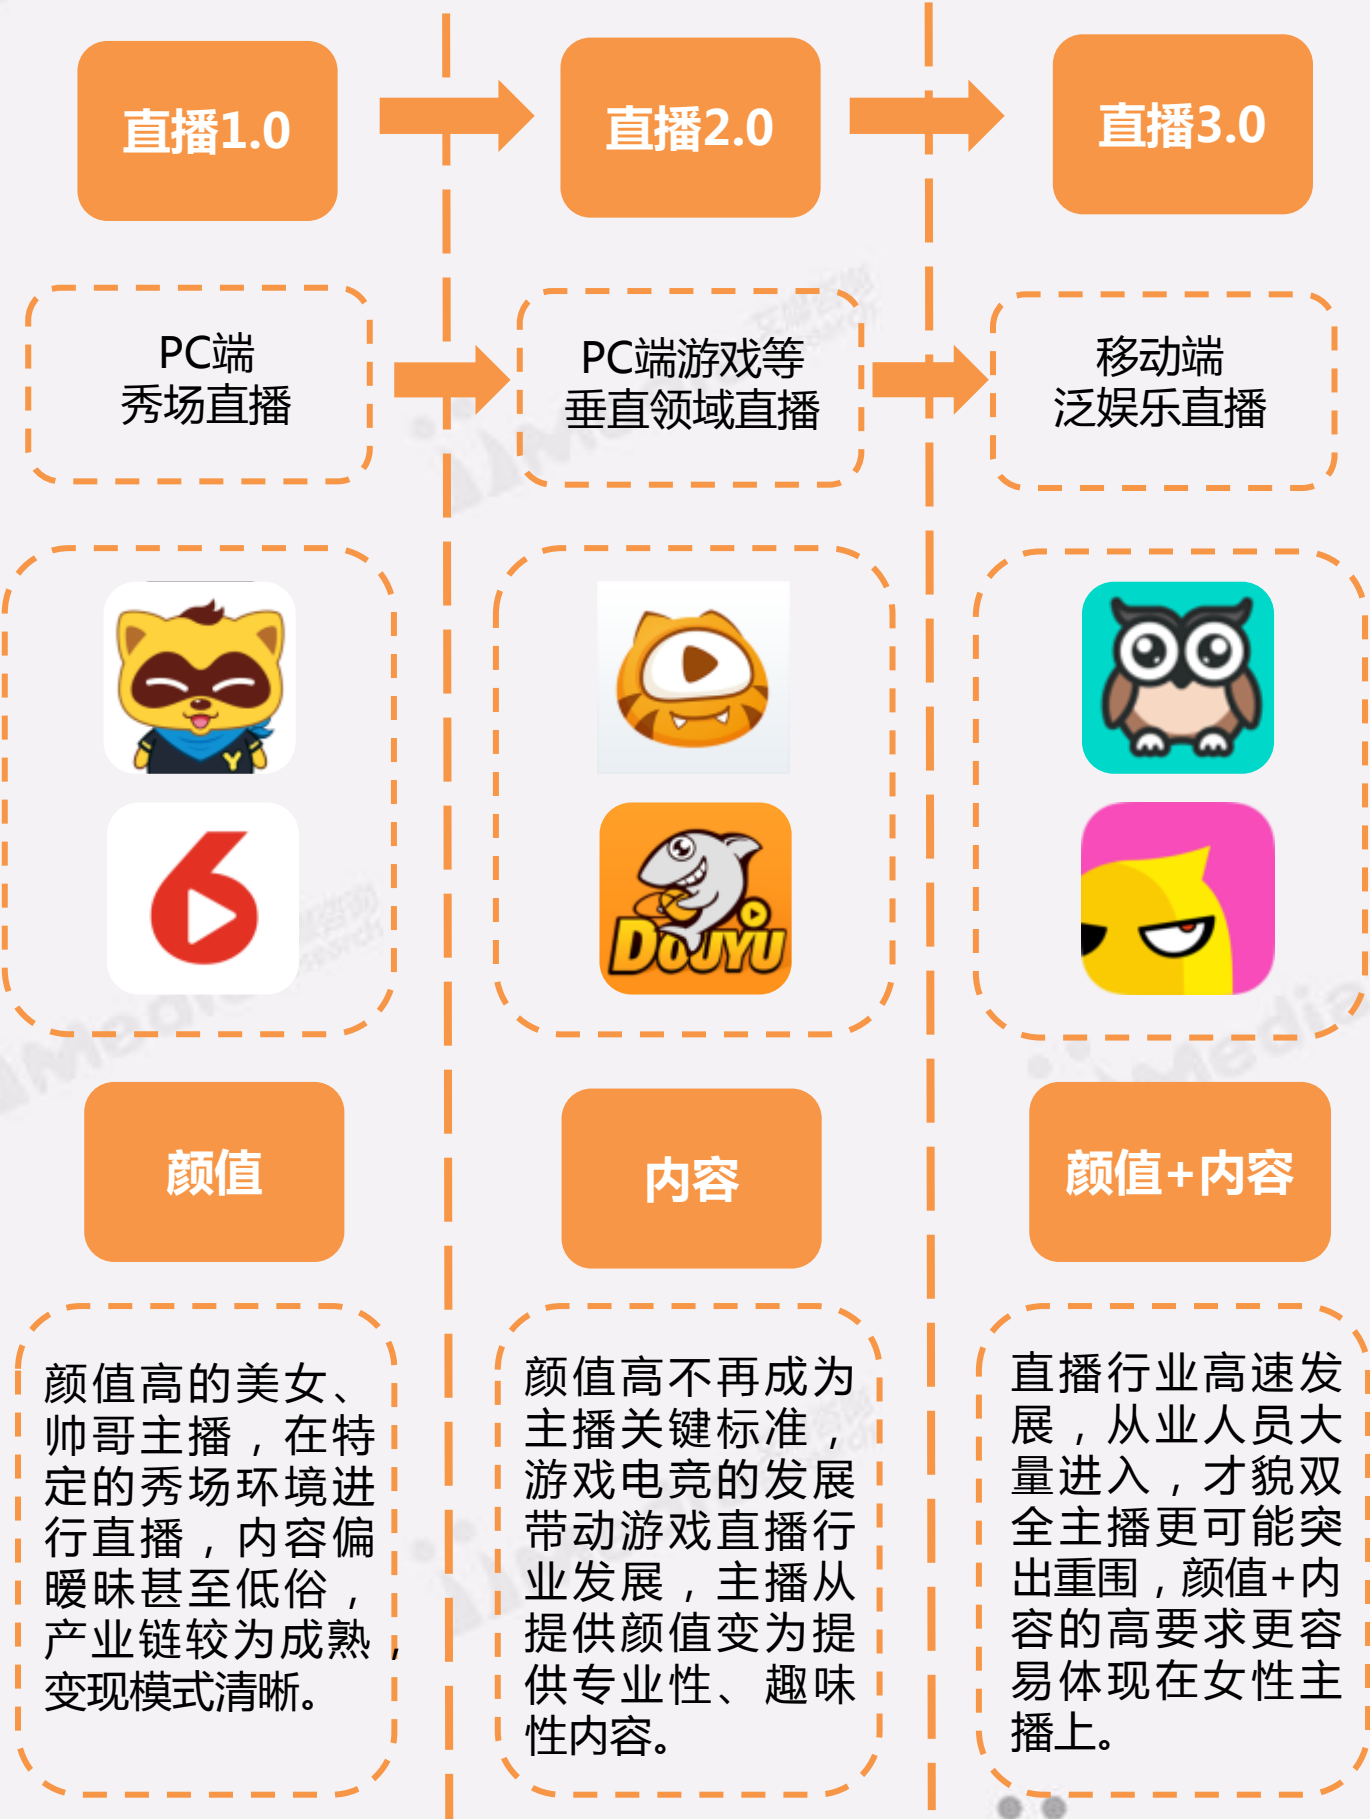 直播1.0
直播2.0
直播3.0
PC端
秀场直播
PC端游戏等
垂直领域直播
移动端
泛娱乐直播
Y
6
DOUYU
颜值
内容
颜值+内容
颜值高的美女、
帅哥主播，在特
定的秀场环境进
行直播，内容偏
暧昧甚至低俗，
产业链较为成熟，
变现模式清晰。
颜值高不再成为
主播关键标准，
游戏电竞的发展
带动游戏直播行
业发展，主播从
提供颜值变为提
供专业性、趣味
性内容。
直播行业高速发
展，从业人员大
量进入，才貌双
全主播更可能突
出重围，颜值+内
容的高要求更容
易体现在女性主
播上。